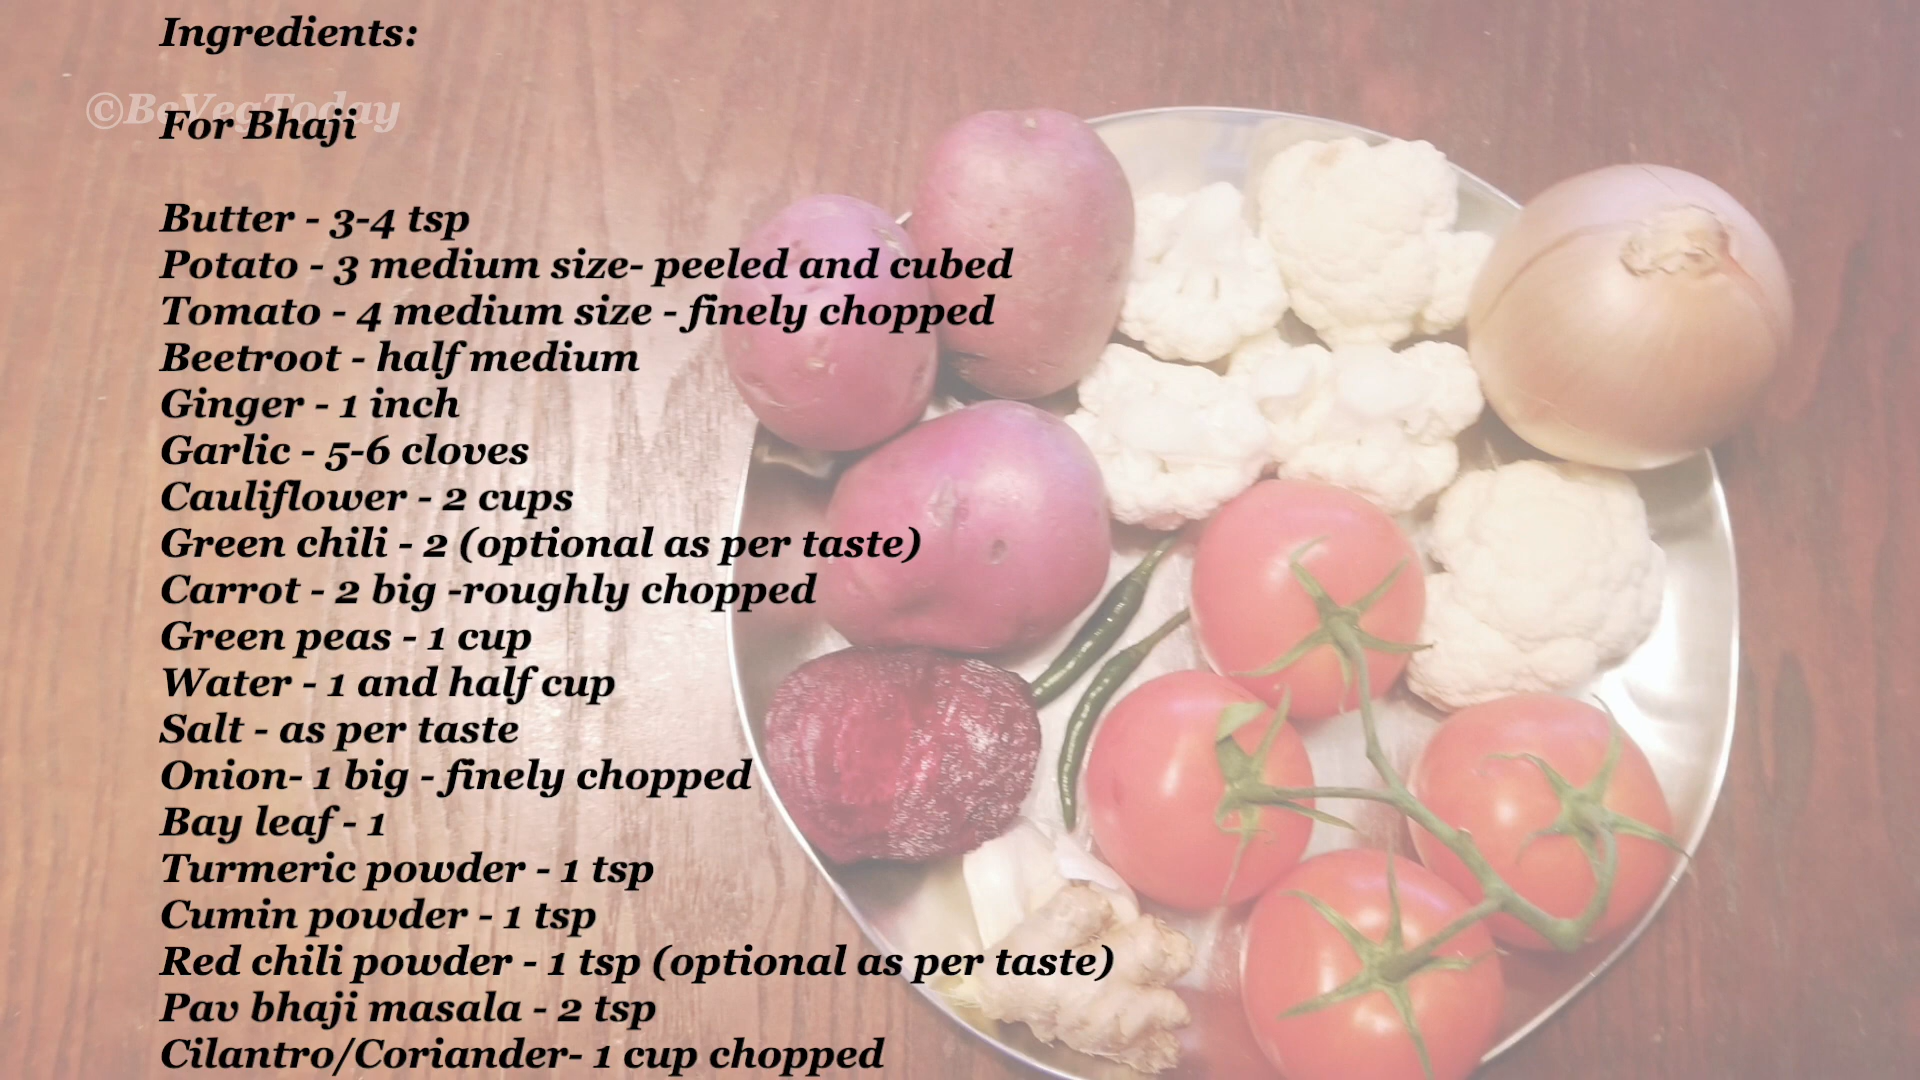 Ingredients:
©BeVegToday
For Bhaji
Butter - 3-4 tsp
Potato - 3 medium size- peeled and cubed
Tomato - 4 medium size - finely chopped
Beetroot - half medium
Ginger - 1 inch
Garlic - 5-6 cloves
Cauliflower - 2 cups
Green chili - 2 (optional as per taste)
Carrot - 2 big -roughly chopped
Green peas - 1 cup
Water - 1 and half cup
Salt - as per taste
Onion- 1 big - finely chopped
Bay leaf - 1
Turmeric powder - 1 tsp
Cumin powder - 1 tsp
Red chili powder - 1 tsp (optional as per taste)
Pav bhaji masala - 2 tsp
Cilantro/Coriander- 1 cup chopped